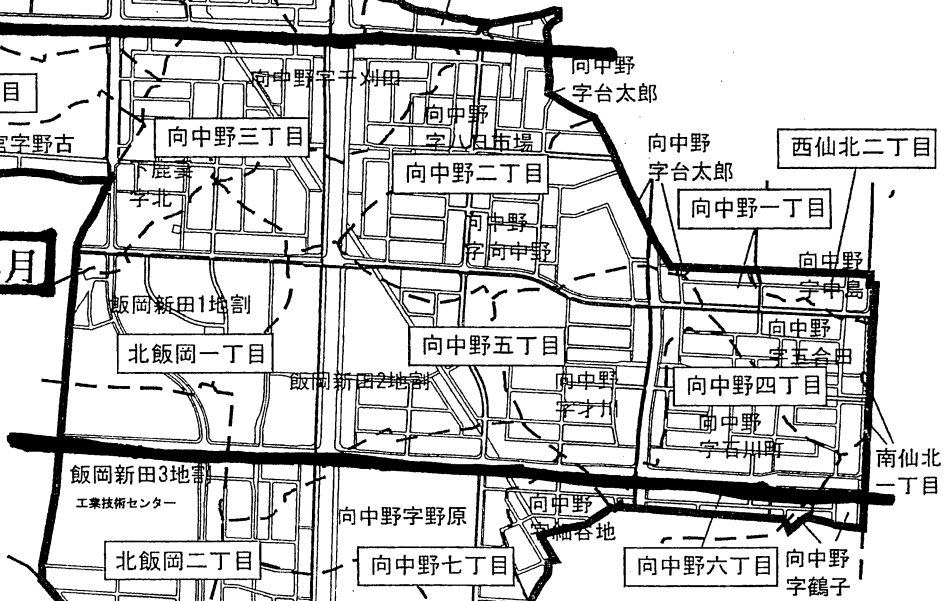 向中野
字台太郎
向中野字千刈田
目
向中野
字八日市場
向中野三丁目
宮字野古
向中野
字台太郎
西仙北二丁目
下鹿妻
字北
向中野二丁目
向中野一丁目
向中野
字向中野
月
向中野
字中島
飯岡新田1地割
向中野
字五合田
北飯岡一丁目
向中野五丁目
飯岡新田2地割
向中野
字才川
向中野四丁目
向中野
字石川町
南仙北
一丁目
飯岡新田3地割
工業技術センター
向中野字野原
向中野
字細谷地
北飯岡二丁目
向中野七丁目
向中野六丁目
向中野
字鶴子